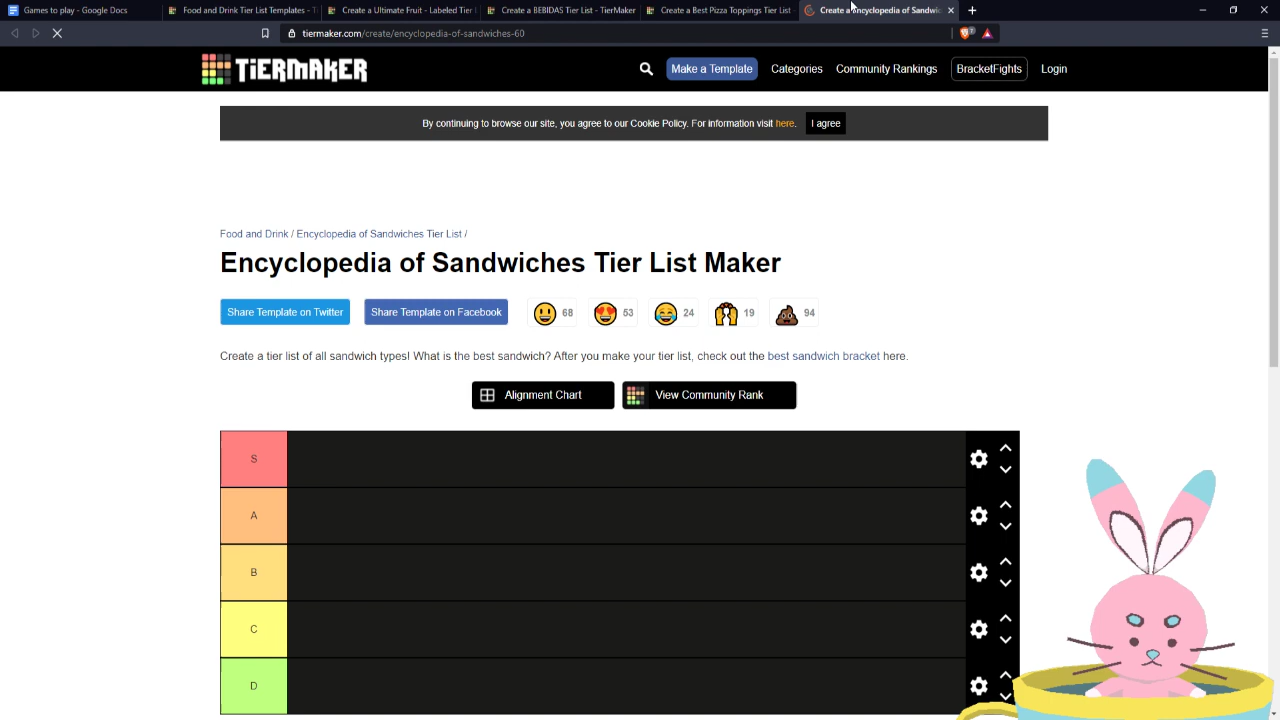 Games to play - Google Docs
Food and Drink Tier List Templates - T
Create a Ultimate Fruit - Labeled Tier
Create a BEBIDAS Tier List - TierMaker
Create a Best Pizza Toppings Tier List
Create a Encyclopedia of Sandwi
tiermaker.com/create/encyclopedia-of-sandwiches-60
TiERMAKER
Make a Template
Categories
Community Rankings
BracketFights
Login
By continuing to browse our site, you agree to our Cookie Policy. For information visit here.
I agree
Food and Drink / Encyclopedia of Sandwiches Tier List /
Encyclopedia of Sandwiches Tier List Maker
Share Template on Twitter
Share Template on Facebook
68
53
24
19
94
Create a tier list of all sandwich types! What is the best sandwich? After you make your tier list, check out the best sandwich bracket here.
Alignment Chart
View Community Rank
S
A
B
C
D